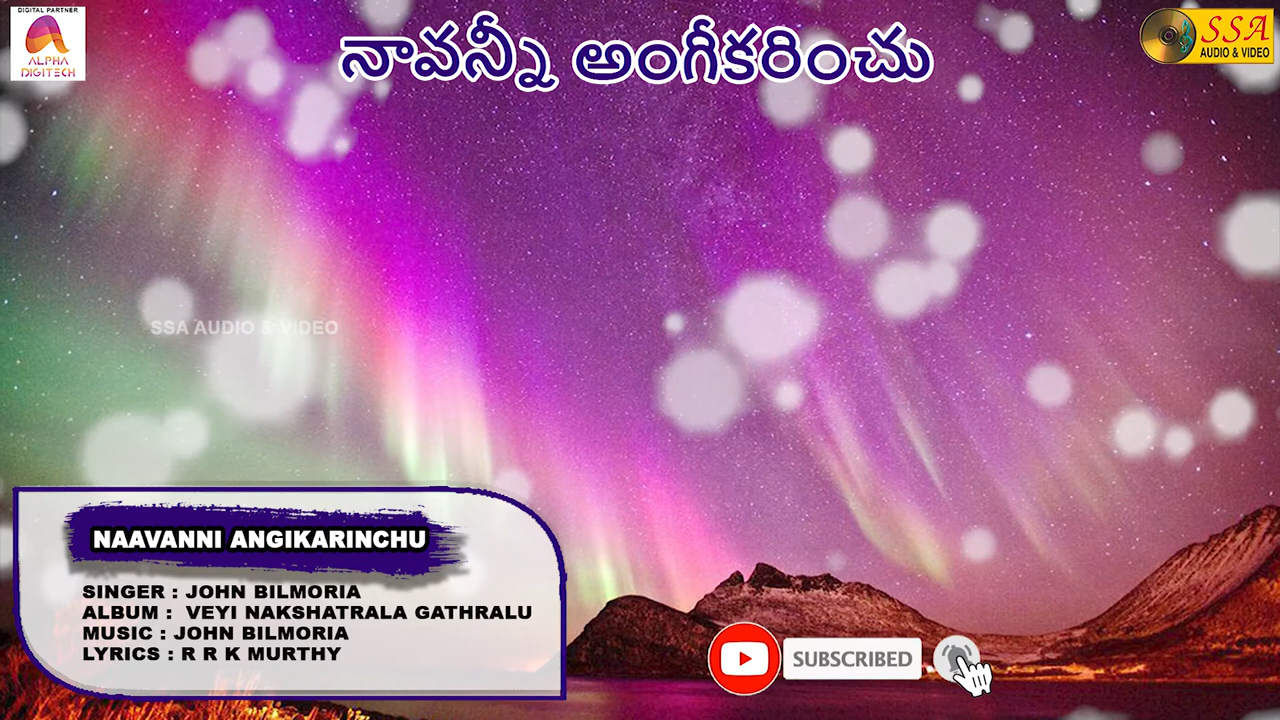 DIGITAL PARTNER
ALPHA
DIGITECH
నావన్నీ అంగీకరించు
SSA
AUDIO & VIDEO
SSA AUDIO & VIDEO
NAAVANNI ANGIKARINCHU
SINGER : JOHN BILMORIA
ALBUM : VEYI NAKSHATRALA GATHRALU
MUSIC : JOHN BILMORIA
LYRICS : R R K MURTHY
SUBSCRIBED